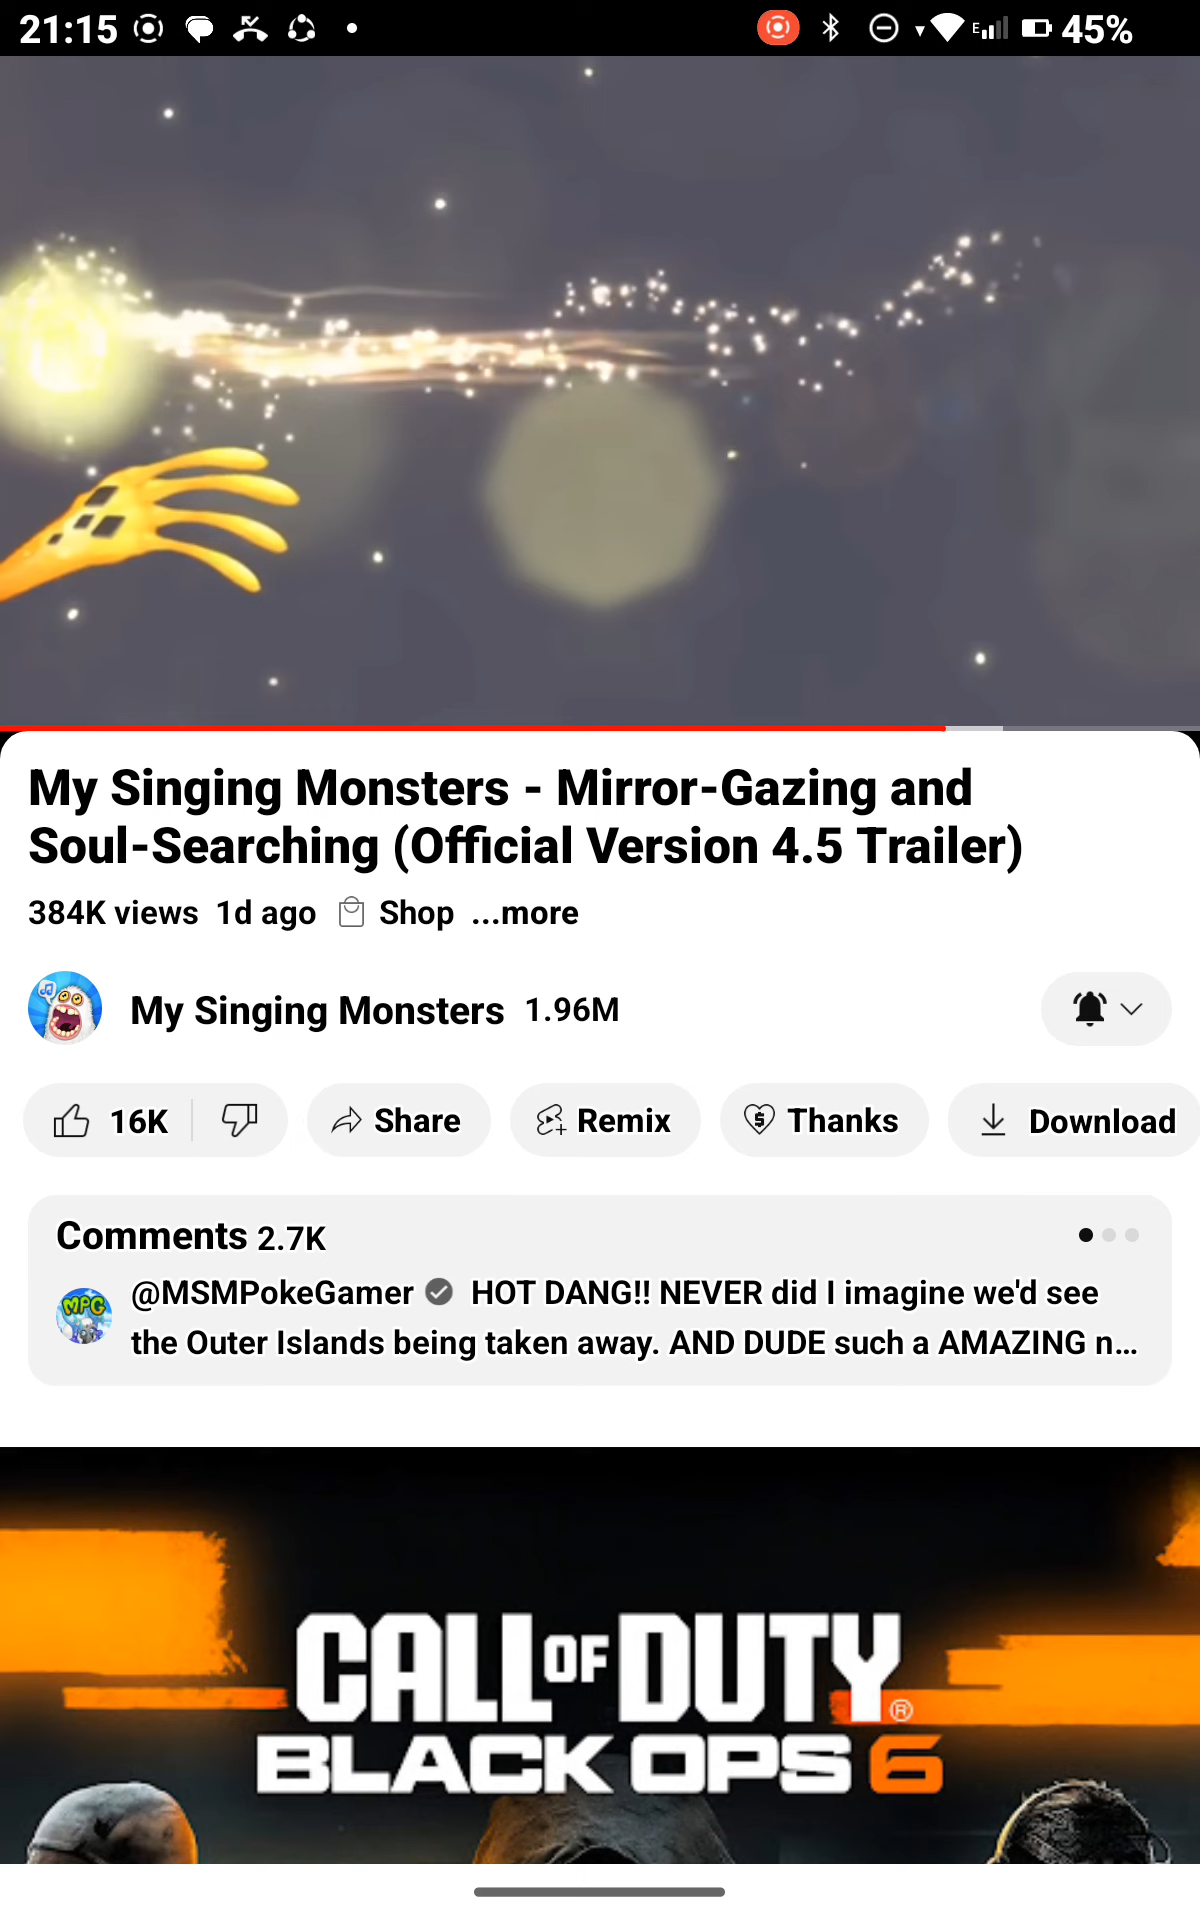 21:15 E 45%
My Singing Monsters - Mirror-Gazing and
Soul-Searching (Official Version 4.5 Trailer)
384K views 1d ago Shop ...more
My Singing Monsters 1.96M
16K Share Remix Thanks Download
Comments 2.7K
@MSMPokeGamer HOT DANG!! NEVER did I imagine we'd see
MPG
the Outer Islands being taken away. AND DUDE such a AMAZING n...
CALL OF DUTY®
BLACK OPS 6